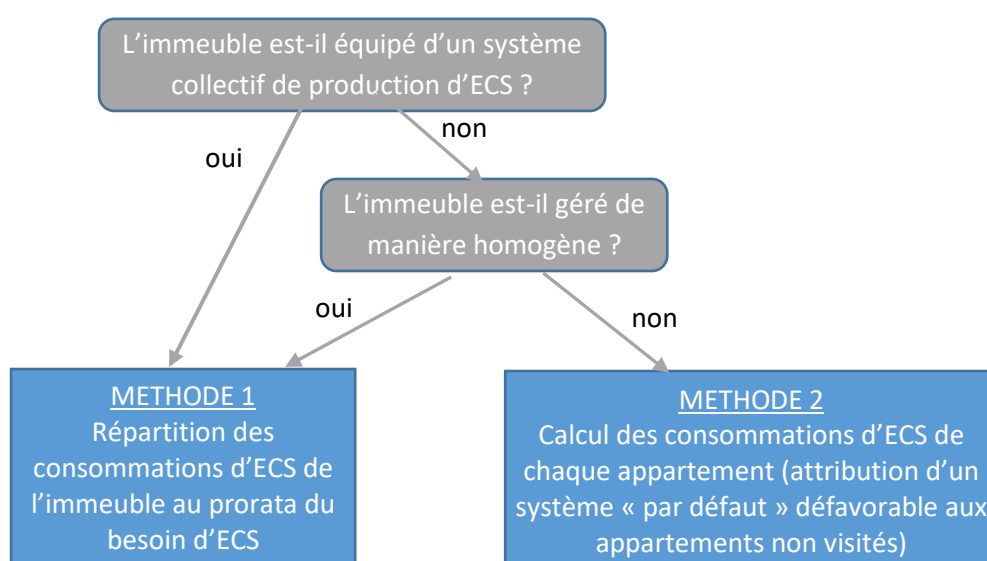 L’immeuble est-il équipé d’un système
collectif de production d’ECS ?
non
oui
L’immeuble est-il géré de
manière homogène ?
oui
non
METHODE 1
Répartition des
consommations d’ECS de
l’immeuble au prorata du
besoin d’ECS
METHODE 2
Calcul des consommations d’ECS de
chaque appartement (attribution d’un
système « par défaut » défavorable aux
appartements non visités)